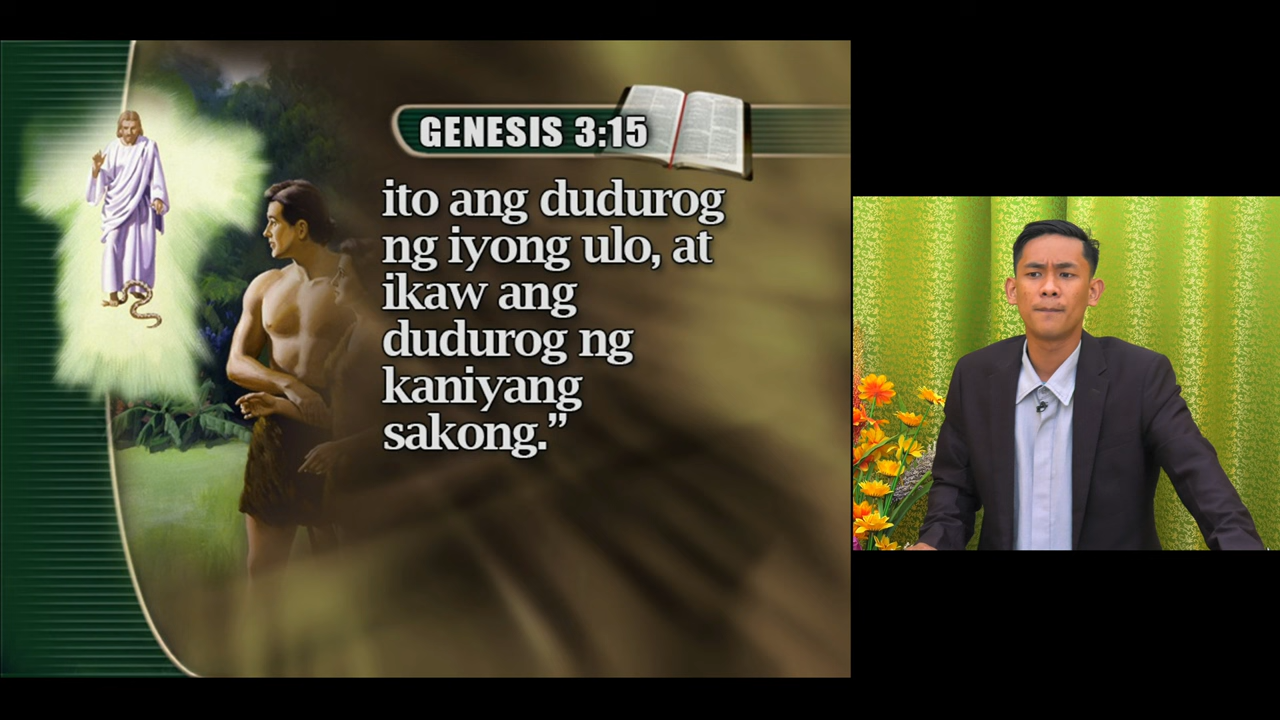 GENESIS 3:15
ito ang dudurog
ng iyong ulo, at
ikaw ang
dudurog ng
kaniyang
sakong.”